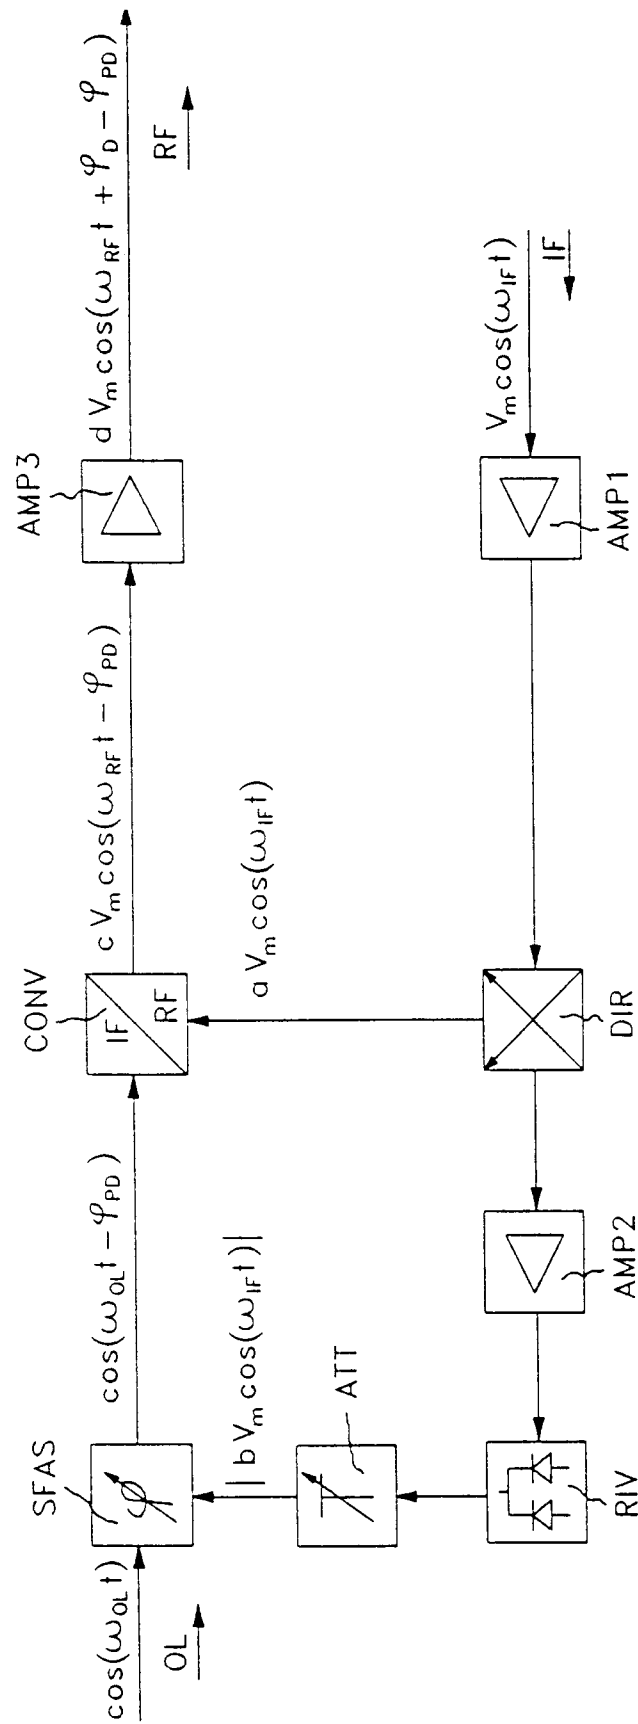 cos(ω_OL t)
OL
SFAS
cos(ω_OL t − φ_PD)
CONV
IF
RF
c V_m cos(ω_RF t − φ_PD)
AMP3
d V_m cos(ω_RF t + φ_D − φ_PD)
RF
φ
| b V_m cos(ω_IF t) |
ATT
a V_m cos(ω_IF t)
V_m cos(ω_IF t)
IF
RIV
AMP2
DIR
AMP1